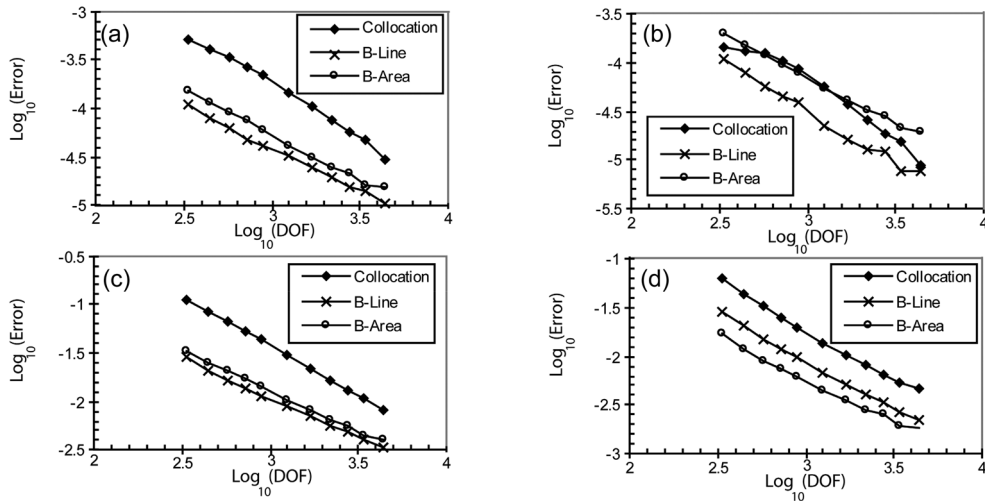 (a)
-3
-3.5
-4
-4.5
-5
Log10(Error)
Collocation
B-Line
B-Area
2
2.5
3
3.5
4
Log10(DOF)
(b)
-3.5
-4
-4.5
-5
-5.5
Log10(Error)
Collocation
B-Line
B-Area
2
2.5
3
3.5
4
Log10(DOF)
(c)
-0.5
-1
-1.5
-2
-2.5
Log10(Error)
Collocation
B-Line
B-Area
2
2.5
3
3.5
4
Log10(DOF)
(d)
-1
-1.5
-2
-2.5
-3
Log10(Error)
Collocation
B-Line
B-Area
2
2.5
3
3.5
4
Log10(DOF)